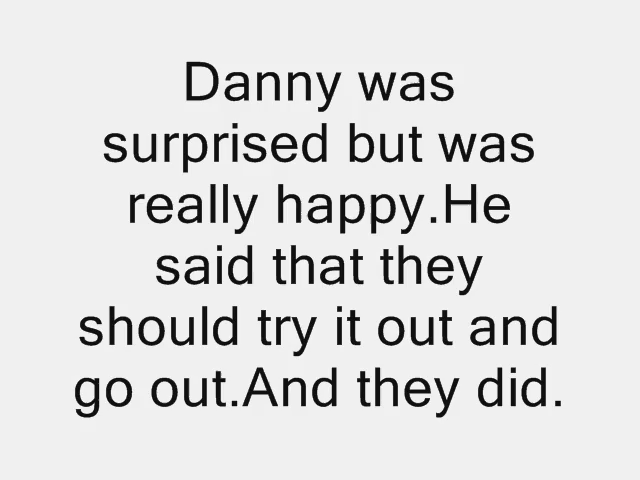 Danny was
surprised but was
really happy.He
said that they
should try it out and
go out.And they did.